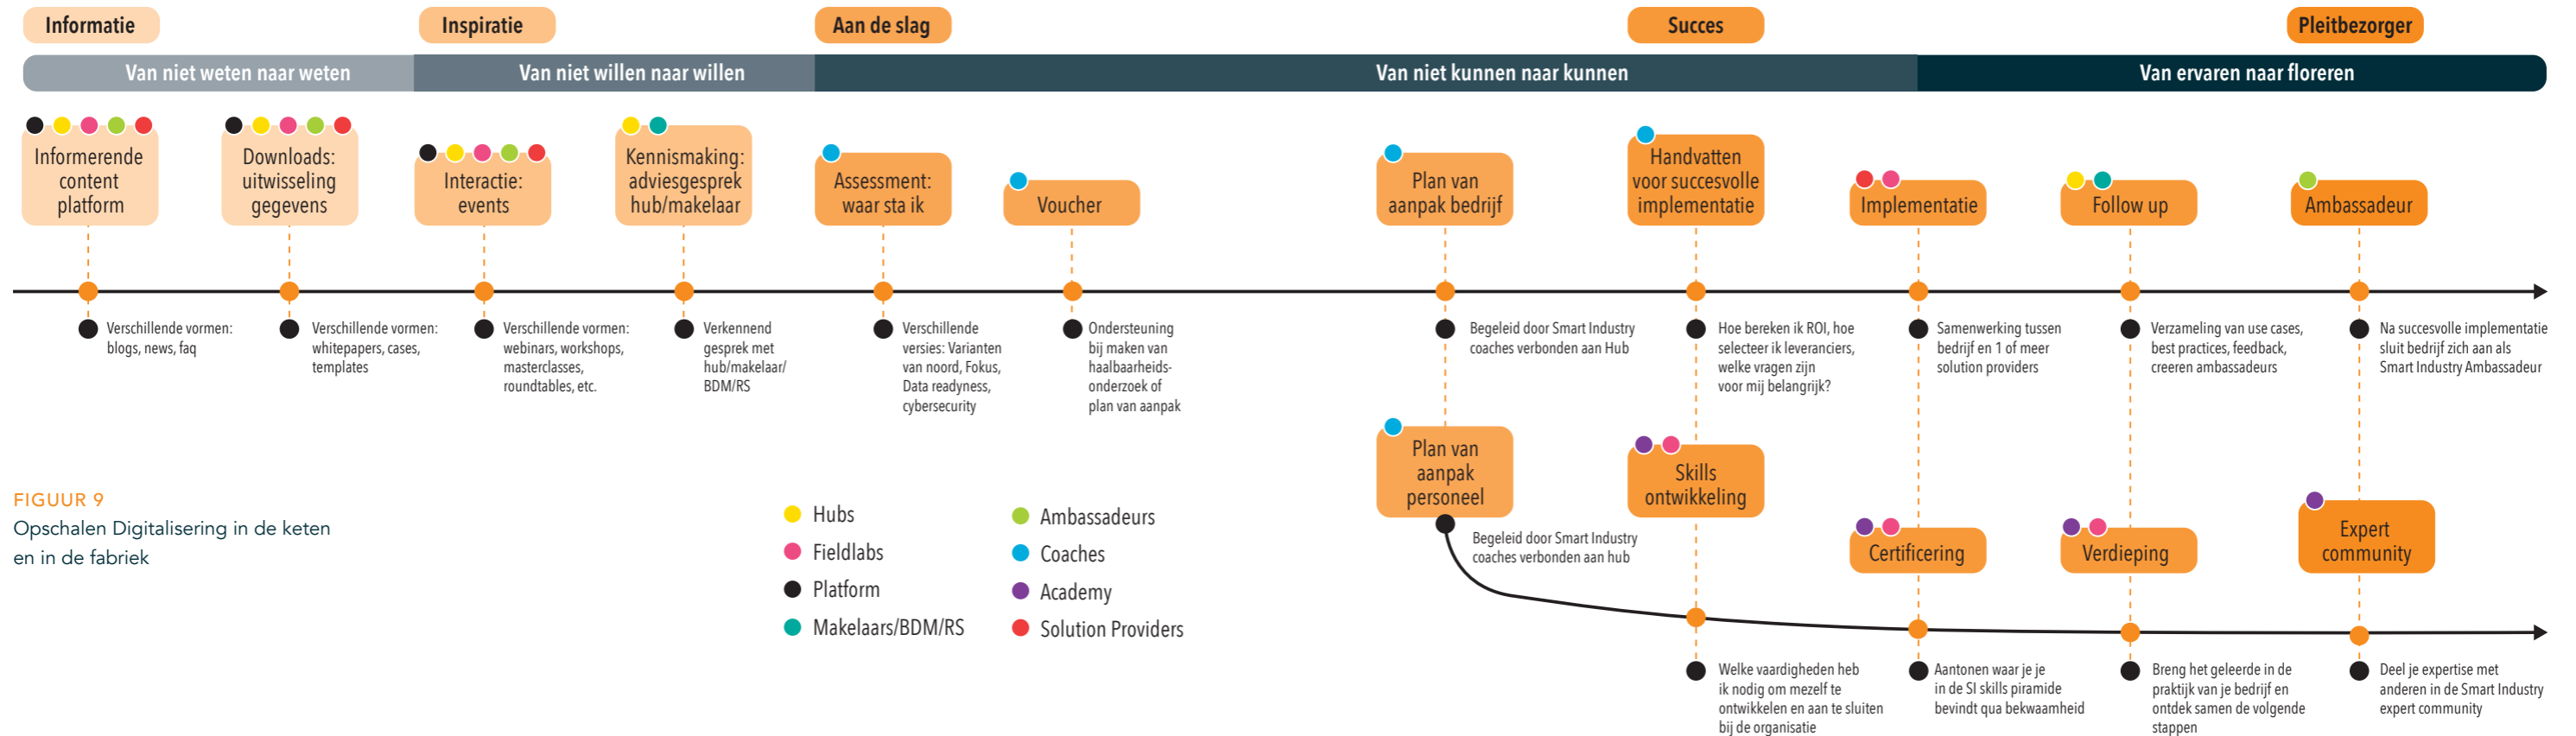 Informatie
Inspiratie
Aan de slag
Succes
Pleitbezorger
Van niet weten naar weten
Van niet willen naar willen
Van niet kunnen naar kunnen
Van ervaren naar floreren
Informerende
content
platform
Downloads:
uitwisseling
gegevens
Interactie:
events
Kennismaking:
adviesgesprek
hub/makelaar
Assessment:
waar sta ik
Voucher
Plan van
aanpak bedrijf
Handvatten
voor succesvolle
implementatie
Implementatie
Follow up
Ambassadeur
Verschillende vormen:
blogs, news, faq
Verschillende vormen:
whitepapers, cases,
templates
Verschillende vormen:
webinars, workshops,
masterclasses,
roundtables, etc.
Verkennend
gesprek met
hub/makelaar/
BDM/RS
Verschillende
versies: Varianten
van noord, Fokus,
Data readyness,
cybersecurity
Ondersteuning
bij maken van
haalbaarheids-
onderzoek of
plan van aanpak
Begeleid door Smart Industry
coaches verbonden aan Hub
Hoe bereken ik ROI, hoe
selecteer ik leveranciers,
welke vragen zijn
voor mij belangrijk?
Samenwerking tussen
bedrijf en 1 of meer
solution providers
Verzameling van use cases,
best practices, feedback,
creeren ambassadeurs
Na succesvolle implementatie
sluit bedrijf zich aan als
Smart Industry Ambassadeur
Plan van
aanpak
personeel
Begeleid door Smart Industry
coaches verbonden aan hub
Skills
ontwikkeling
Certificering
Verdieping
Expert
community
FIGUUR 9
Opschalen Digitalisering in de keten
en in de fabriek
Hubs
Fieldlabs
Platform
Makelaars/BDM/RS
Ambassadeurs
Coaches
Academy
Solution Providers
Welke vaardigheden heb
ik nodig om mezelf te
ontwikkelen en aan te sluiten
bij de organisatie
Aantonen waar je je
in de SI skills piramide
bevindt qua bekwaamheid
Breng het geleerde in de
praktijk van je bedrijf en
ontdek samen de volgende
stappen
Deel je expertise met
anderen in de Smart Industry
expert community